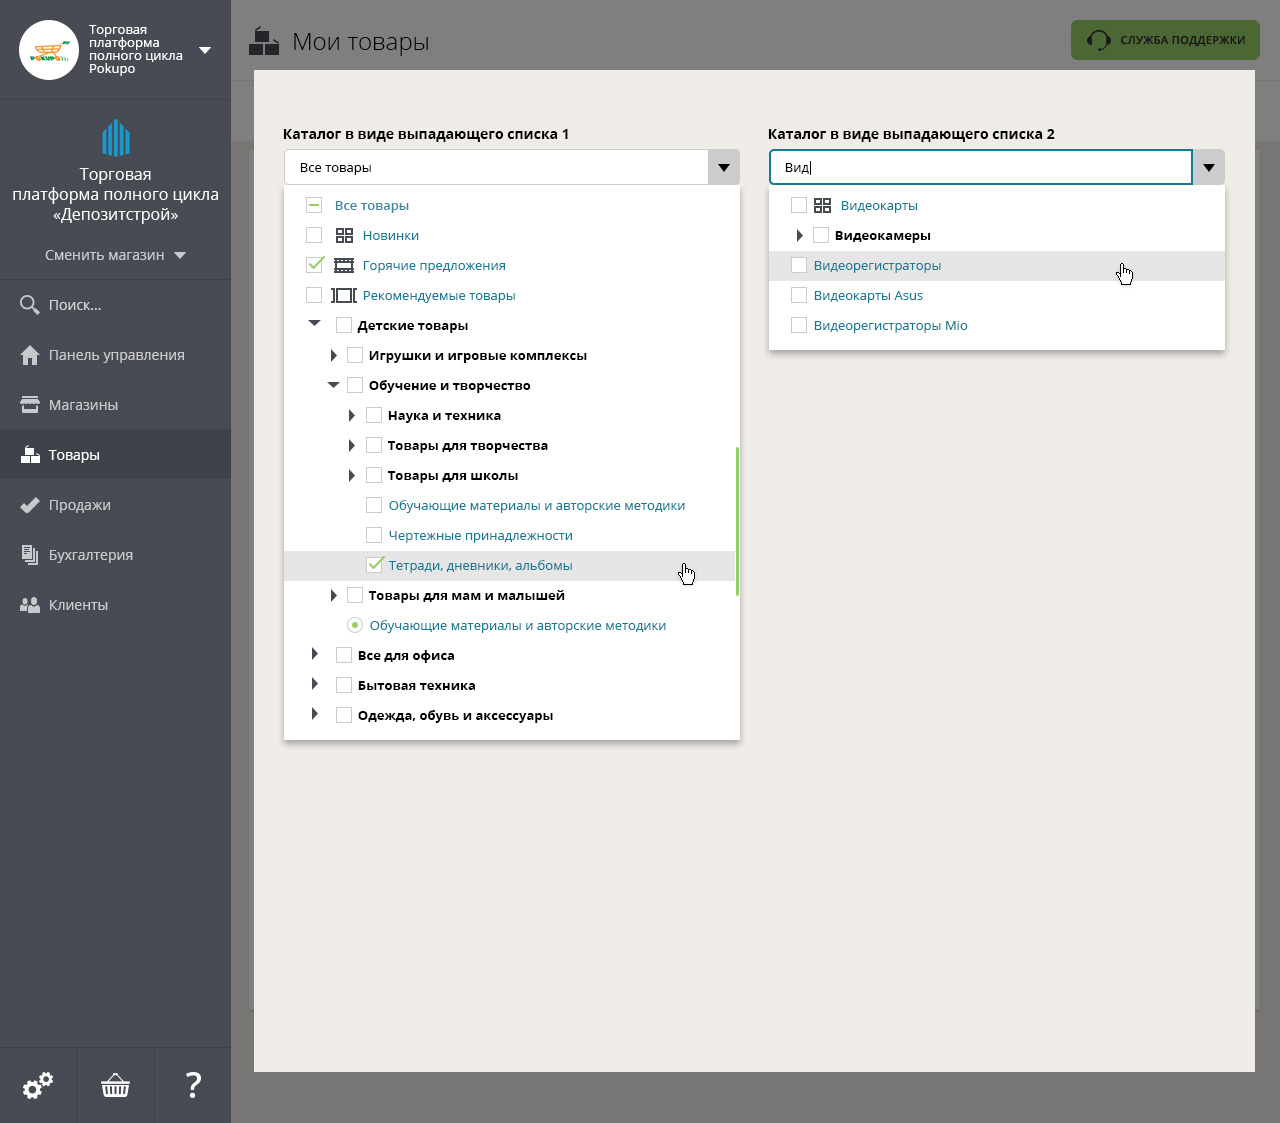 Торговая
платформа
полного цикла
Pokupo
Мои товары
СЛУЖБА ПОДДЕРЖКИ
POKUPO
Торговая
платформа полного цикла
«Депозитстрой»
Сменить магазин
Поиск...
Панель управления
Магазины
Товары
Продажи
Бухгалтерия
Клиенты
?
Каталог в виде выпадающего списка 1
Все товары
Все товары
Новинки
Горячие предложения
Рекомендуемые товары
Детские товары
Игрушки и игровые комплексы
Обучение и творчество
Наука и техника
Товары для творчества
Товары для школы
Обучающие материалы и авторские методики
Чертежные принадлежности
Тетради, дневники, альбомы
Товары для мам и малышей
Обучающие материалы и авторские методики
Все для офиса
Бытовая техника
Одежда, обувь и аксессуары
Каталог в виде выпадающего списка 2
Вид
Видеокарты
Видеокамеры
Видеорегистраторы
Видеокарты Asus
Видеорегистраторы Mio